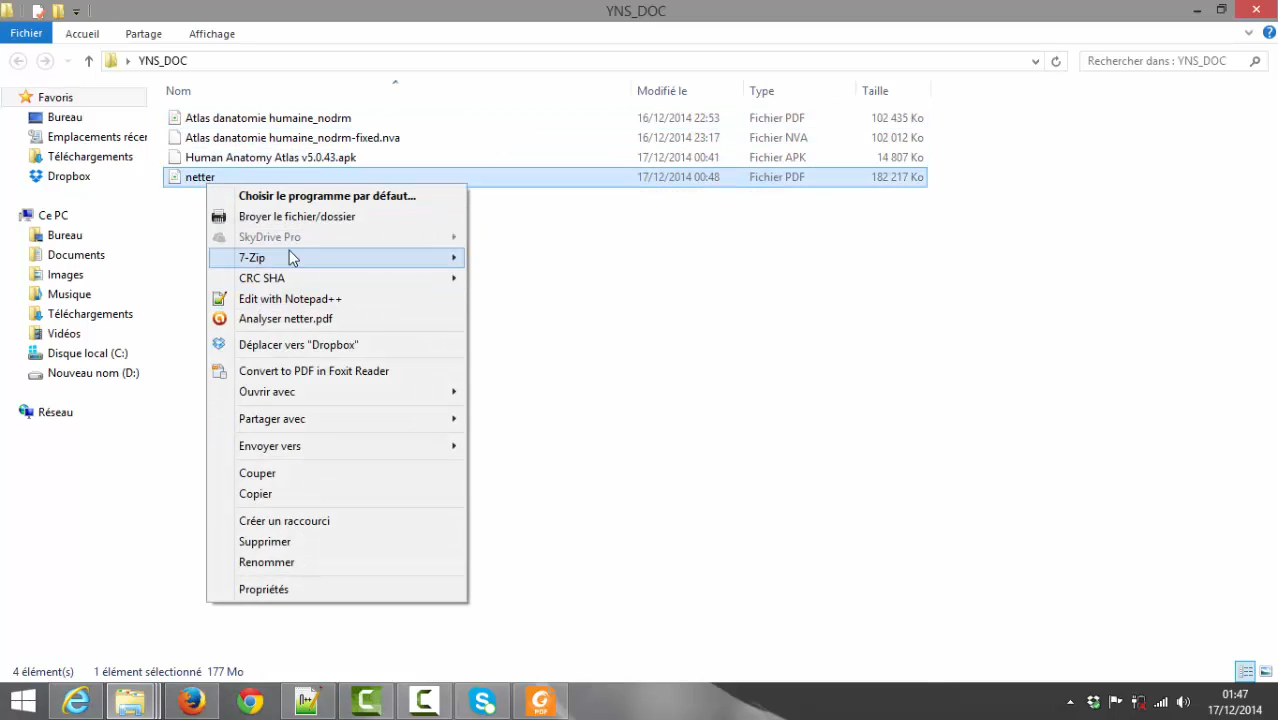 YNS_DOC
Fichier Accueil Partage Affichage
YNS_DOC
Rechercher dans : YNS_DOC
Nom Modifié le Type Taille
Favoris
Bureau
Emplacements récer
Téléchargements
Dropbox
Ce PC
Bureau
Documents
Images
Musique
Téléchargements
Vidéos
Disque local (C:)
Nouveau nom (D:)
Réseau
Atlas danatomie humaine_nodrm 16/12/2014 22:53 Fichier PDF 102 435 Ko
Atlas danatomie humaine_nodrm-fixed.nva 16/12/2014 23:17 Fichier NVA 102 012 Ko
Human Anatomy Atlas v5.0.43.apk 17/12/2014 00:41 Fichier APK 14 807 Ko
netter 17/12/2014 00:48 Fichier PDF 182 217 Ko
Choisir le programme par défaut...
Broyer le fichier/dossier
SkyDrive Pro
7-Zip
CRC SHA
Edit with Notepad++
Analyser netter.pdf
Déplacer vers "Dropbox"
Convert to PDF in Foxit Reader
Ouvrir avec
Partager avec
Envoyer vers
Couper
Copier
Créer un raccourci
Supprimer
Renommer
Propriétés
4 élément(s) 1 élément sélectionné 177 Mo
01:47
17/12/2014